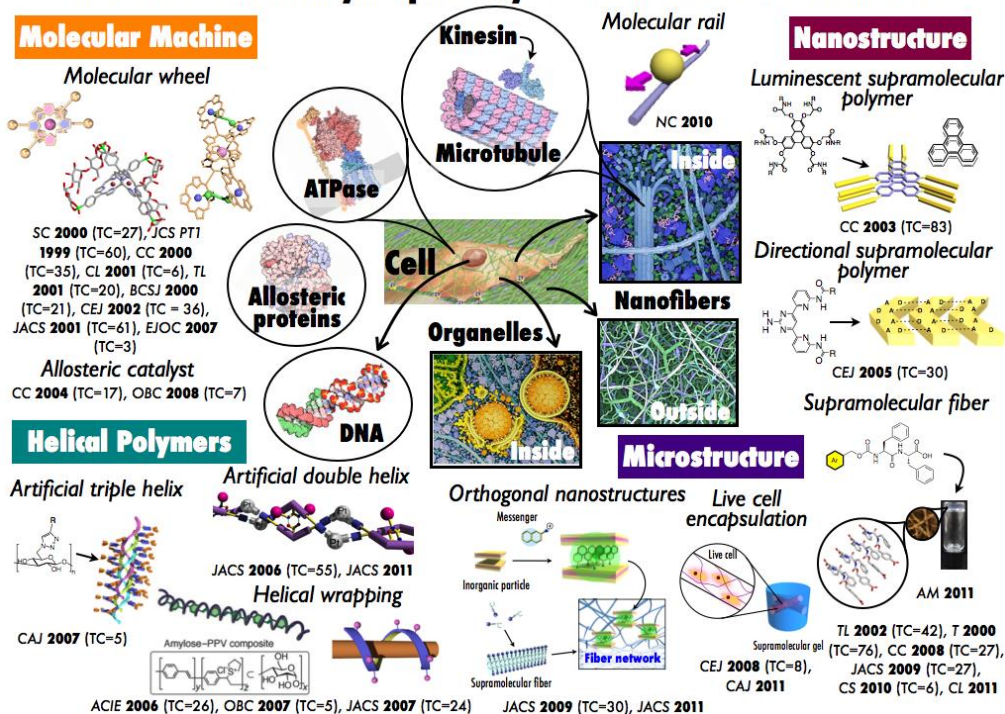 Molecular Machine
Molecular wheel
SC 2000 (TC=27), JCS PT1
1999 (TC=60), CC 2000
(TC=35), CL 2001 (TC=6), TL
2001 (TC=20), BCSJ 2000
(TC=21), CEJ 2002 (TC = 36),
JACS 2001 (TC=61), EJOC 2007
(TC=3)
Allosteric catalyst
CC 2004 (TC=17), OBC 2008 (TC=7)
Kinesin
Microtubule
ATPase
Allosteric
proteins
DNA
Cell
Organelles
Inside
Molecular rail
NC 2010
Inside
Nanofibers
Outside
Nanostructure
Luminescent supramolecular
polymer
CC 2003 (TC=83)
Directional supramolecular
polymer
CEJ 2005 (TC=30)
Supramolecular fiber
Ar
AM 2011
TL 2002 (TC=42), T 2000
(TC=76), CC 2008 (TC=27),
JACS 2009 (TC=27),
CS 2010 (TC=6), CL 2011
Helical Polymers
Artificial triple helix
CAJ 2007 (TC=5)
Artificial double helix
Pt
Pt
Pt
Pt
JACS 2006 (TC=55), JACS 2011
Helical wrapping
Amylose–PPV composite
ACIE 2006 (TC=26), OBC 2007 (TC=5), JACS 2007 (TC=24)
Microstructure
Orthogonal nanostructures
Messenger
Inorganic particle
Supramolecular fiber
Fiber network
JACS 2009 (TC=30), JACS 2011
Live cell
encapsulation
Live cell
Supramolecular gel
CEJ 2008 (TC=8),
CAJ 2011